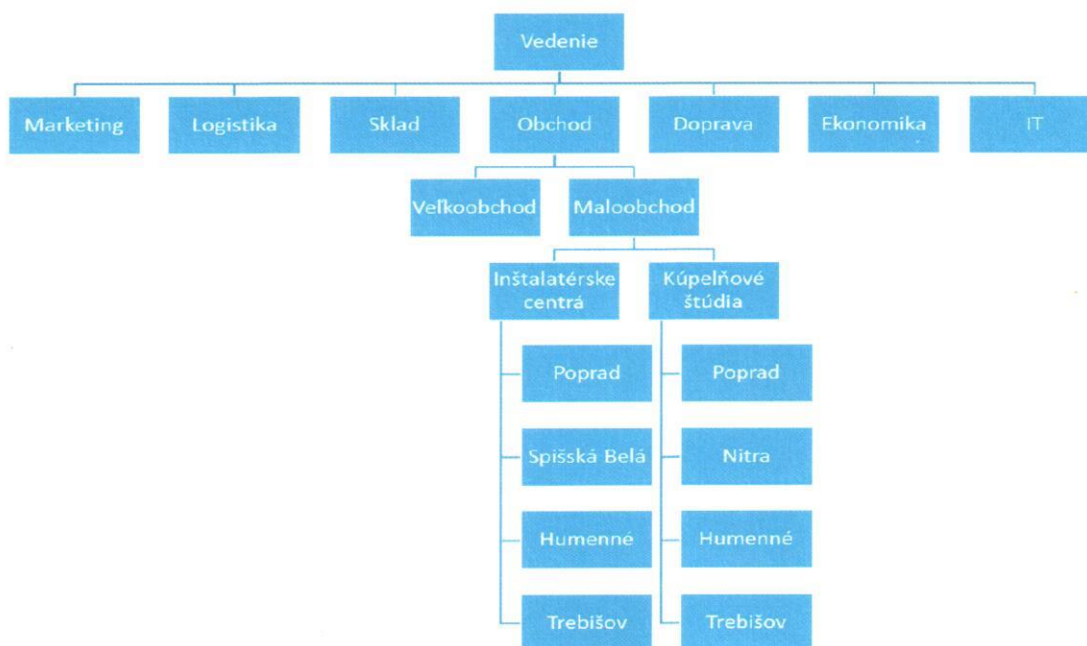 Vedenie
Marketing
Logistika
Sklad
Obchod
Doprava
Ekonomika
IT
Veľkoobchod
Maloobchod
Inštalatérske
centrá
Kúpelňové
štúdia
Poprad
Poprad
Spišská Belá
Nitra
Humenné
Humenné
Trebišov
Trebišov